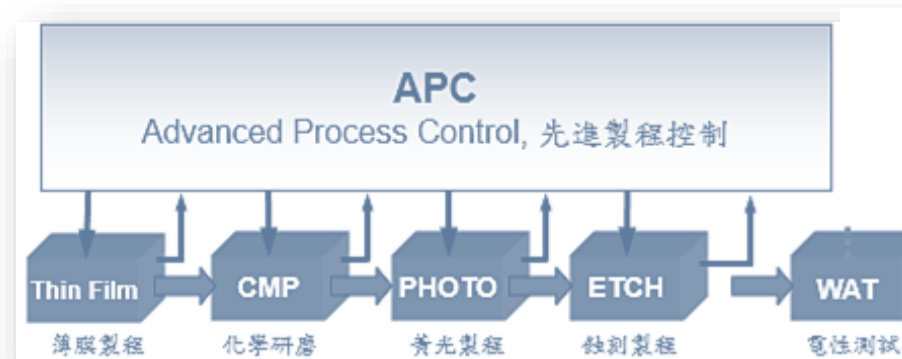 APC
Advanced Process Control, 先進製程控制
Thin Film
CMP
PHOTO
ETCH
WAT
薄膜製程
化學研磨
黃光製程
蝕刻製程
電性測試